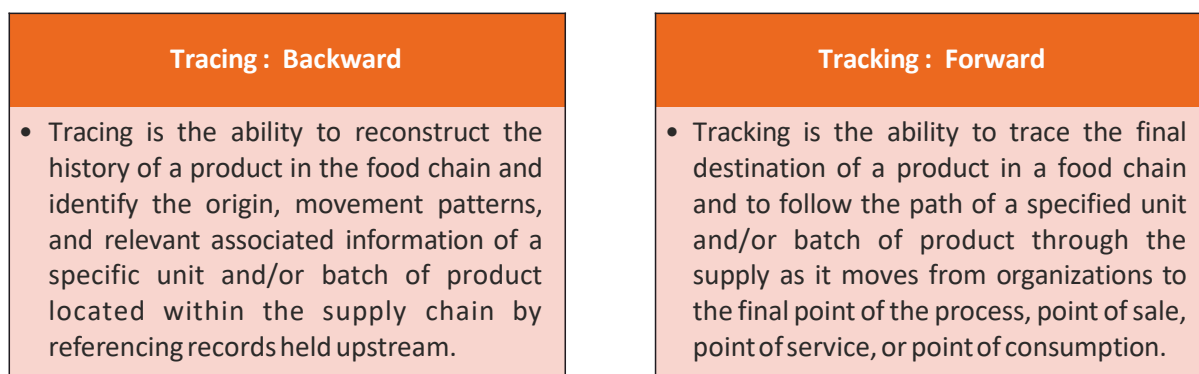 Tracing : Backward
• Tracing is the ability to reconstruct the
history of a product in the food chain and
identify the origin, movement patterns,
and relevant associated information of a
specific unit and/or batch of product
located within the supply chain by
referencing records held upstream.
Tracking : Forward
• Tracking is the ability to trace the final
destination of a product in a food chain
and to follow the path of a specified unit
and/or batch of product through the
supply as it moves from organizations to
the final point of the process, point of sale,
point of service, or point of consumption.